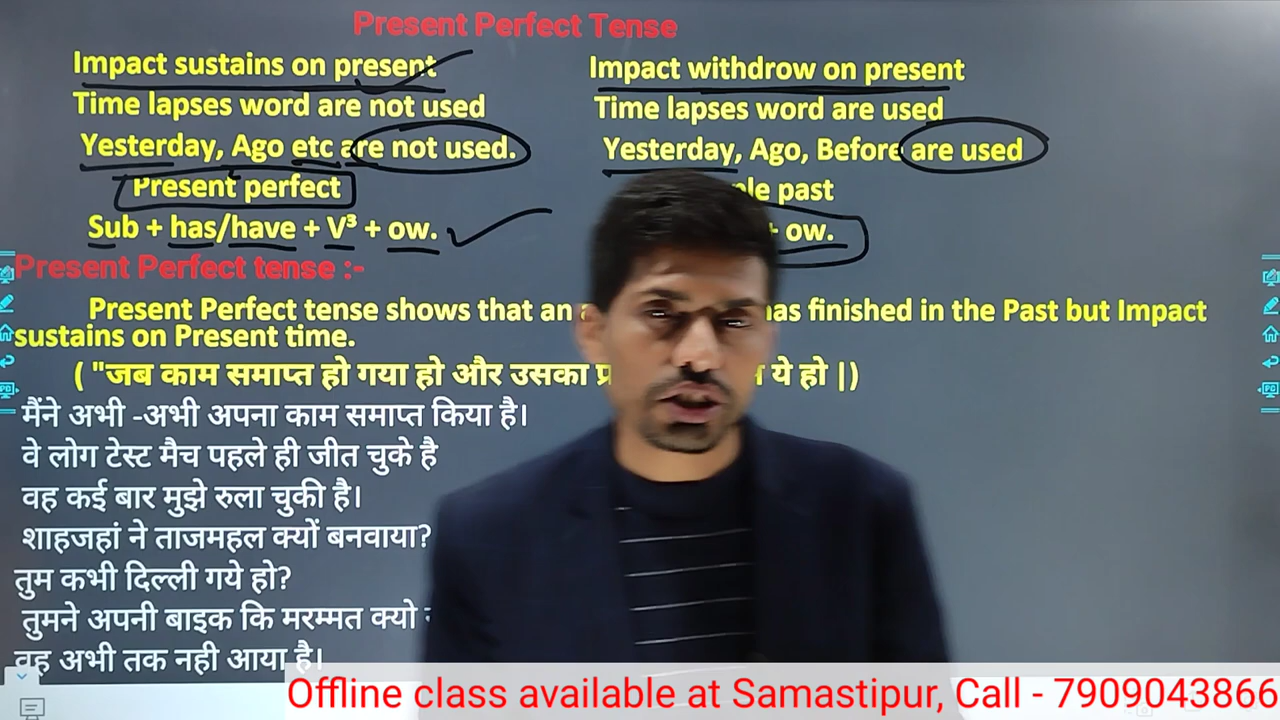 Present Perfect Tense
Impact sustains on present
Impact withdrow on present
Time lapses word are not used
Time lapses word are used
Yesterday, Ago etc are not used.
Yesterday, Ago, Before are used
Present perfect
past
Sub + has/have + V³ + ow.
+ ow.
Present Perfect tense :-
Present Perfect tense shows that an has finished in the Past but Impact
sustains on Present time.
( "जब काम समाप्त हो गया हो और उसका ये हो |)
मैंने अभी -अभी अपना काम समाप्त किया है।
वे लोग टेस्ट मैच पहले ही जीत चुके है
वह कई बार मुझे रुला चुकी है।
शाहजहां ने ताजमहल क्यों बनवाया?
तुम कभी दिल्ली गये हो?
तुमने अपनी बाइक कि मरम्मत क्यो
वह अभी तक नही आया है।
Offline class available at Samastipur, Call - 7909043866